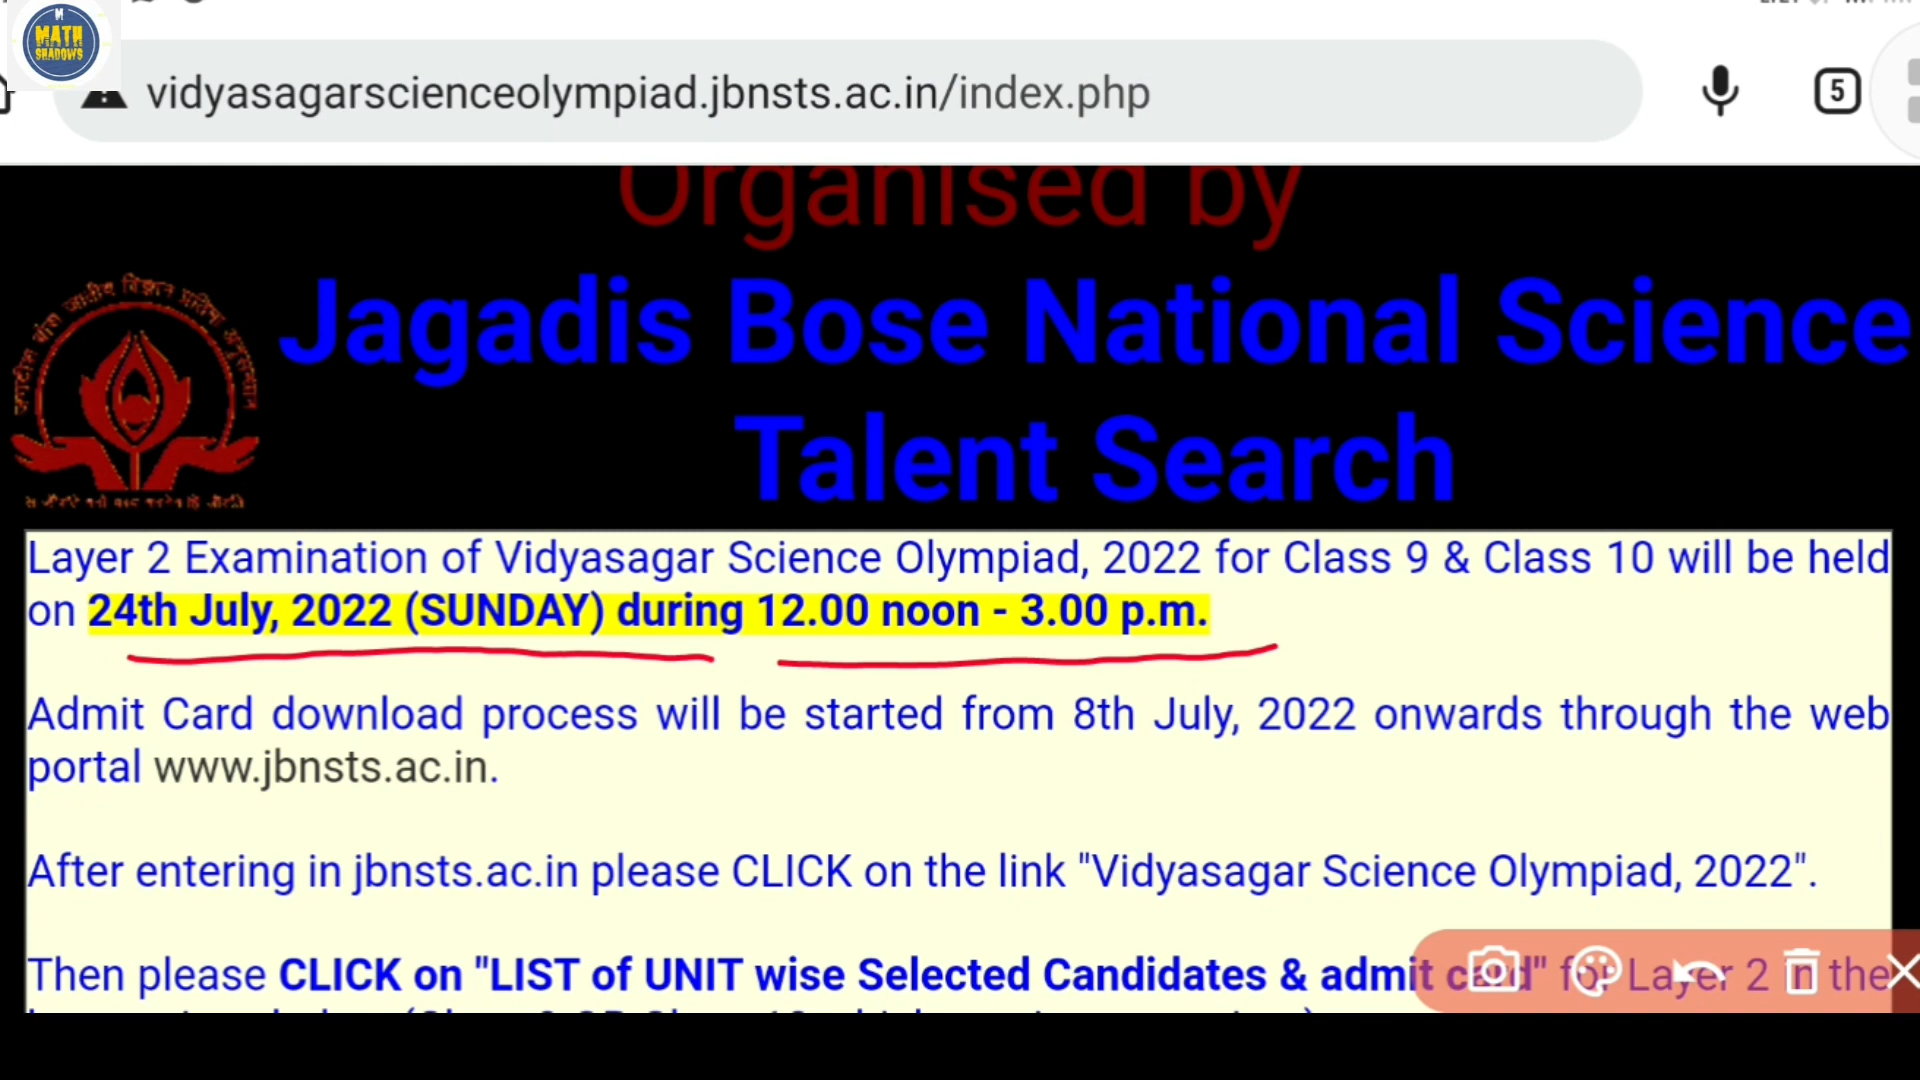 M
MATH
SHADOWS
vidyasagarscienceolympiad.jbnsts.ac.in/index.php
5
Organised by
Jagadis Bose National Science
Talent Search
Layer 2 Examination of Vidyasagar Science Olympiad, 2022 for Class 9 & Class 10 will be held
on 24th July, 2022 (SUNDAY) during 12.00 noon - 3.00 p.m.
Admit Card download process will be started from 8th July, 2022 onwards through the web
portal www.jbnsts.ac.in.
After entering in jbnsts.ac.in please CLICK on the link "Vidyasagar Science Olympiad, 2022".
Then please CLICK on "LIST of UNIT wise Selected Candidates & admit card" for Layer 2 in the